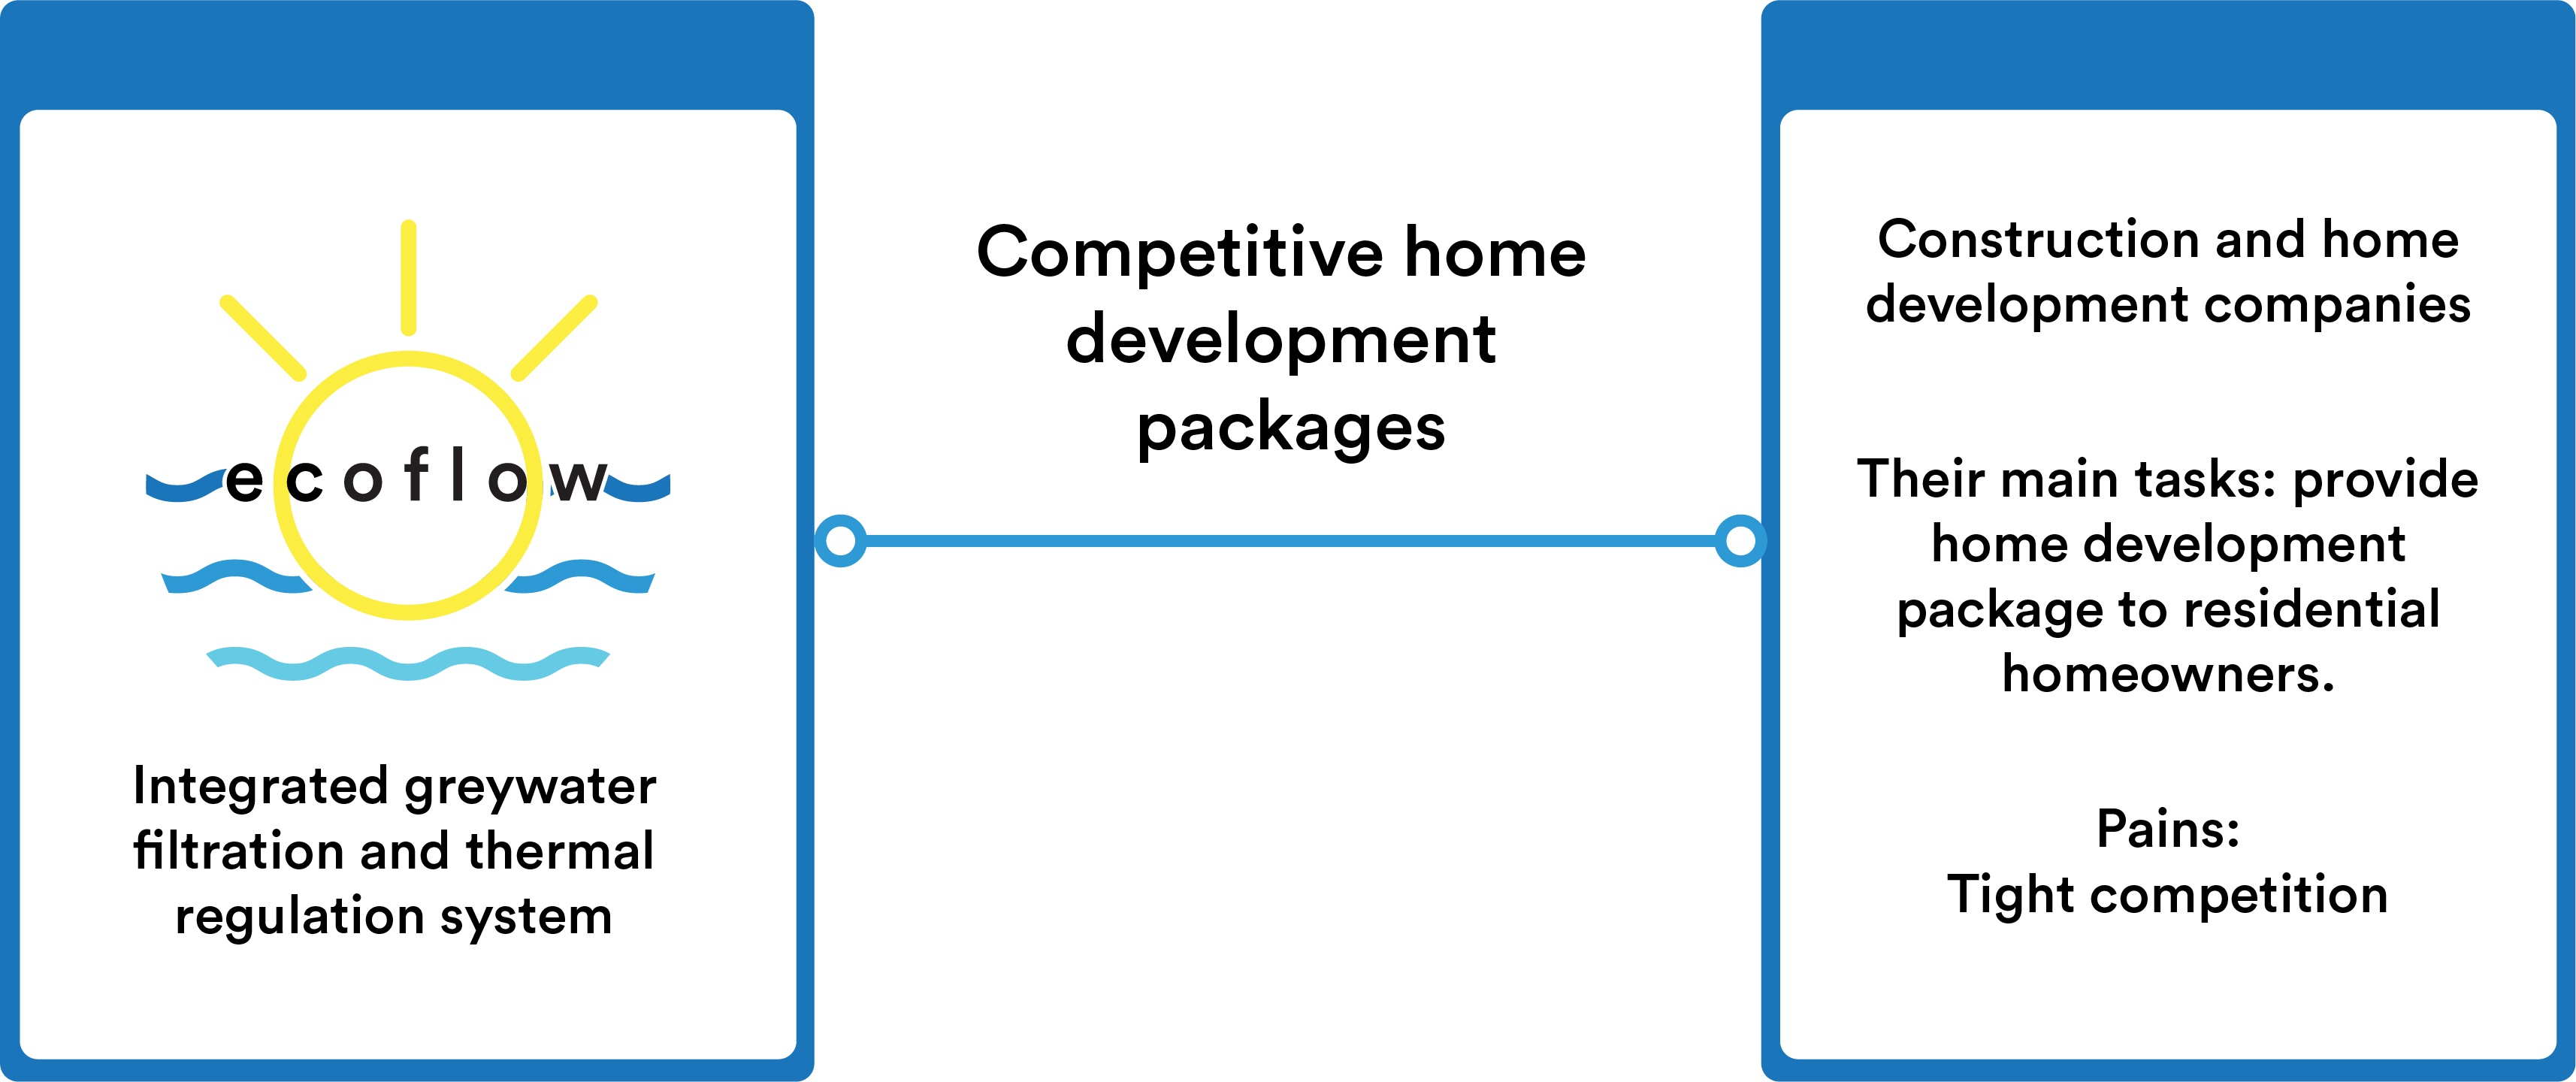 ecoflow
Integrated greywater
filtration and thermal
regulation system
Competitive home
development
packages
Construction and home
development companies
Their main tasks: provide
home development
package to residential
homeowners.
Pains:
Tight competition